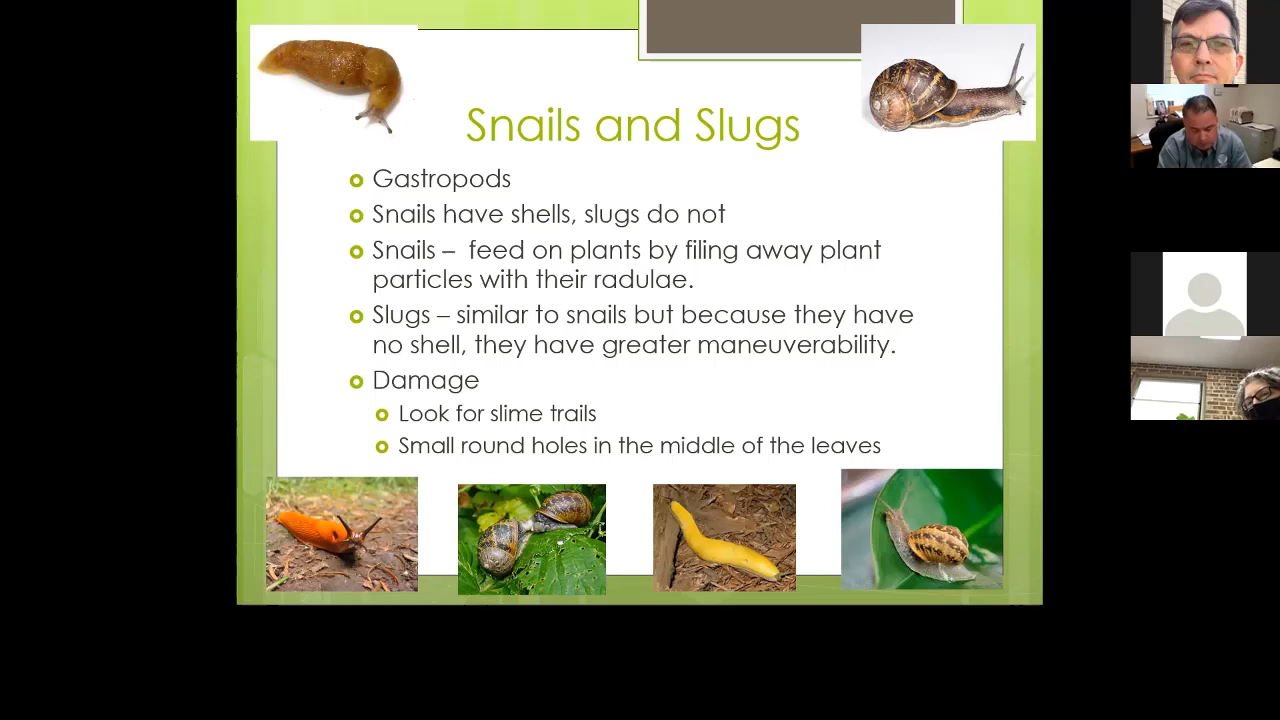 Snails and Slugs
Gastropods
Snails have shells, slugs do not
Snails – feed on plants by filing away plant
particles with their radulae.
Slugs – similar to snails but because they have
no shell, they have greater maneuverability.
Damage
Look for slime trails
Small round holes in the middle of the leaves